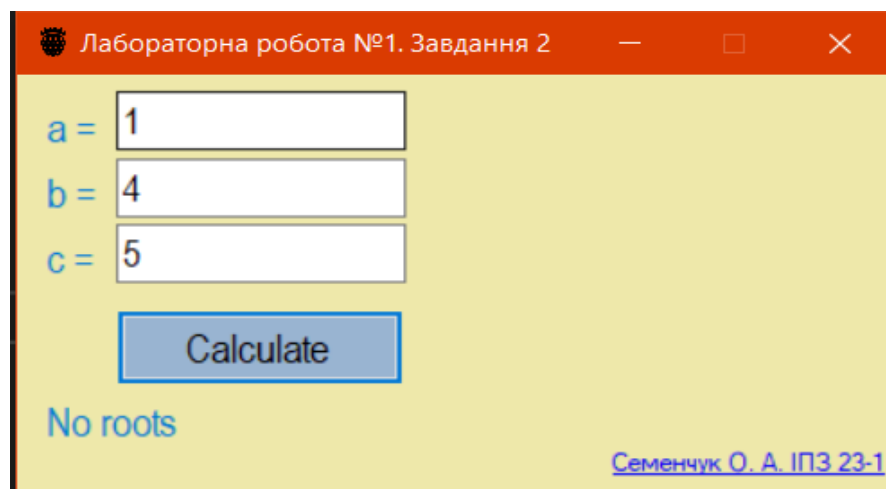 Лабораторна робота №1. Завдання 2
a = 1
b = 4
c = 5
Calculate
No roots
Семенчук О. А. ІПЗ 23-1